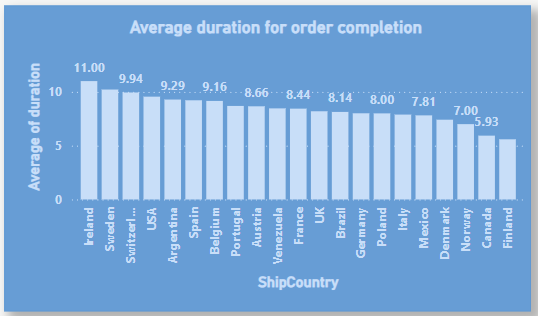 Average duration for order completion
Average of duration
10
5
0
11.00
9.94
9.29
9.16
8.66
8.44
8.14
8.00
7.81
7.00
5.93
Ireland
Sweden
Switzerl...
USA
Argentina
Spain
Belgium
Portugal
Austria
Venezuela
France
UK
Brazil
Germany
Poland
Italy
Mexico
Denmark
Norway
Canada
Finland
ShipCountry